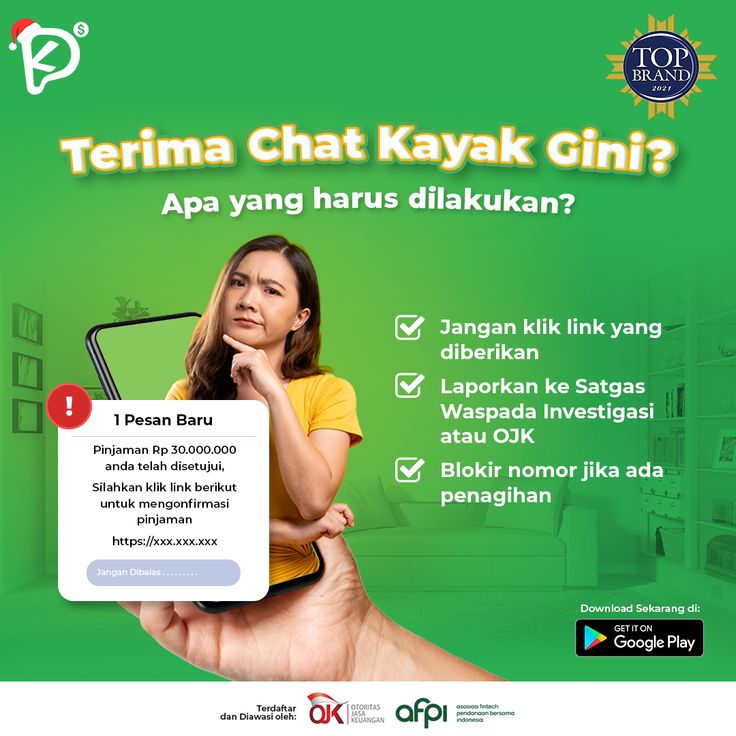 TOP
BRAND
2021
Terima Chat Kayak Gini?
Apa yang harus dilakukan?
Jangan klik link yang
diberikan
Laporkan ke Satgas
Waspada Investigasi
atau OJK
Blokir nomor jika ada
penagihan
!
1 Pesan Baru
Pinjaman Rp 30.000.000
anda telah disetujui,
Silahkan klik link berikut
untuk mengonfirmasi
pinjaman
https://xxx.xxx.xxx
Jangan Dibalas . . . . . . . . .
Download Sekarang di:
GET IT ON
Google Play
Terdaftar
dan Diawasi oleh:
OJK
OTORITAS
JASA
KEUANGAN
afpi
asosiasi fintech
pendanaan bersama
indonesia